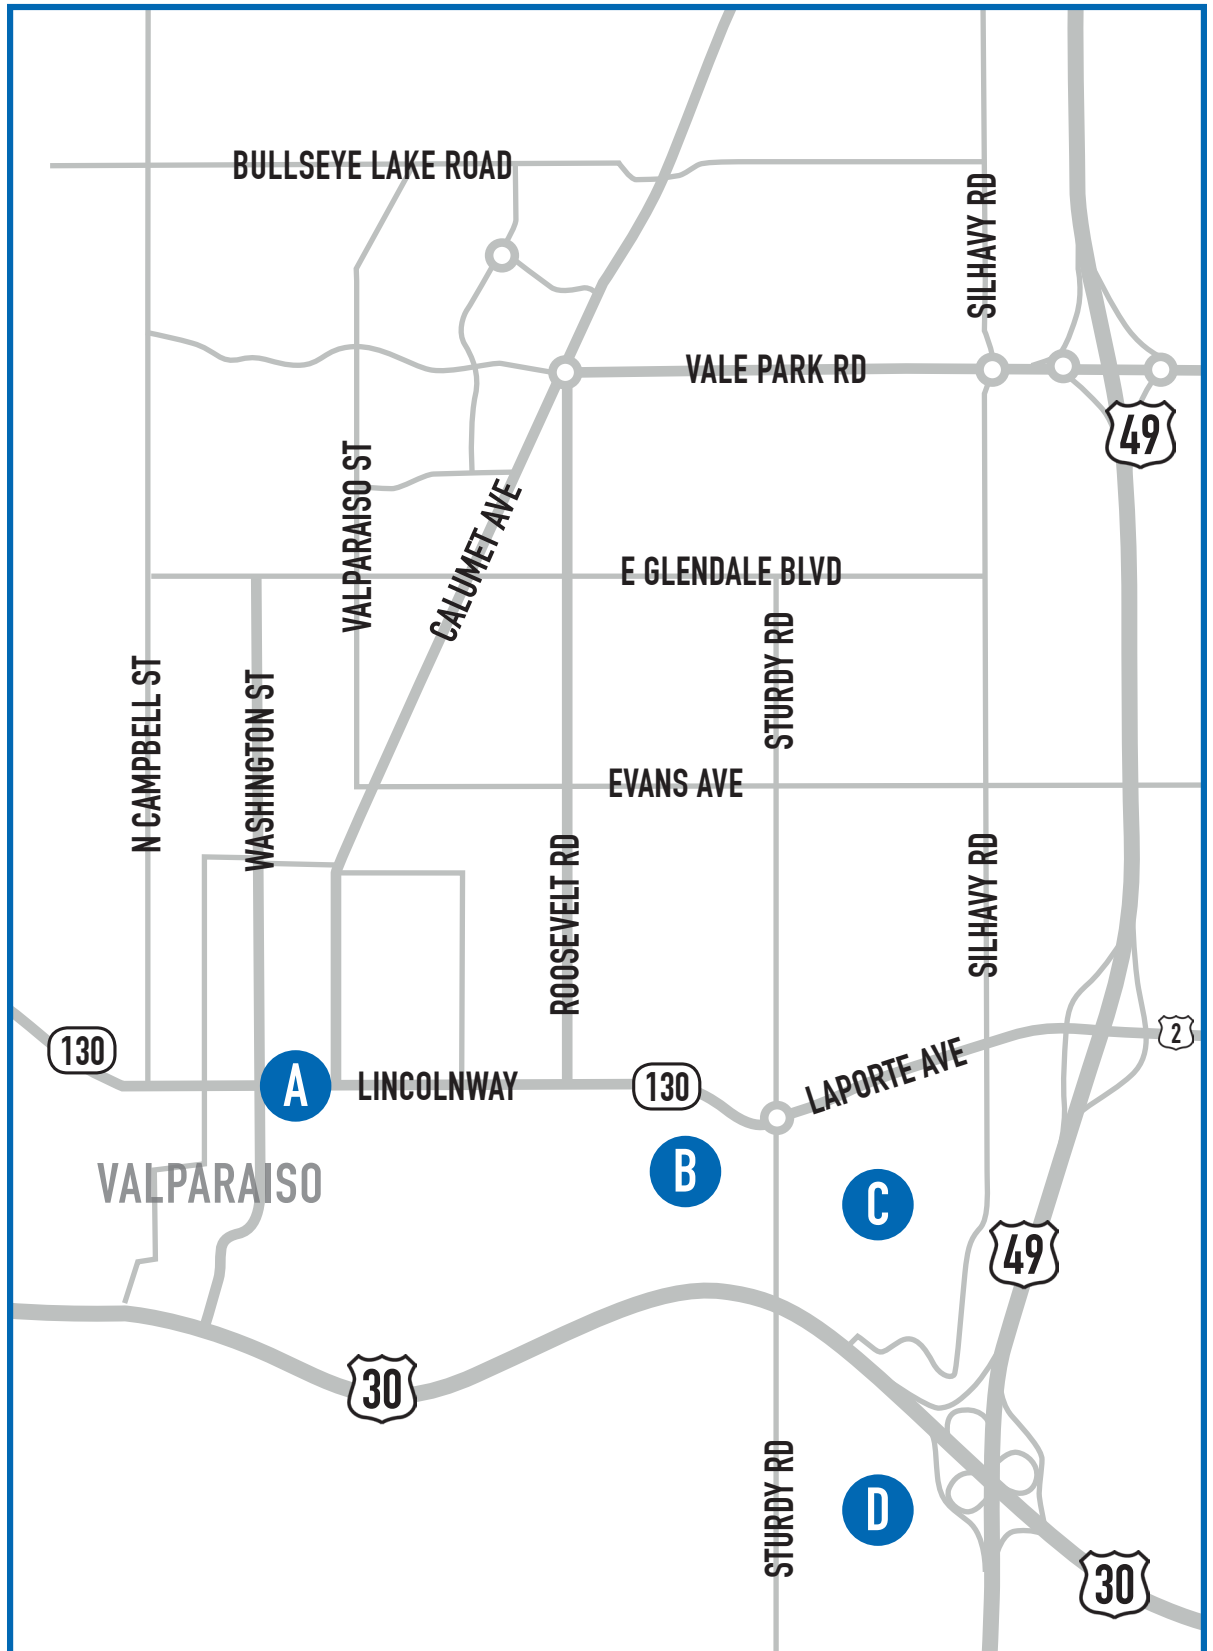 BULLSEYE LAKE ROAD
SILHAVY RD
VALE PARK RD
49
VALPARAISO ST
CALUMET AVE
E GLENDALE BLVD
STURDY RD
N CAMPBELL ST
WASHINGTON ST
EVANS AVE
ROOSEVELT RD
SILHAVY RD
130
A
LINCOLNWAY
130
LAPORTE AVE
2
VALPARAISO
B
C
49
30
STURDY RD
D
30